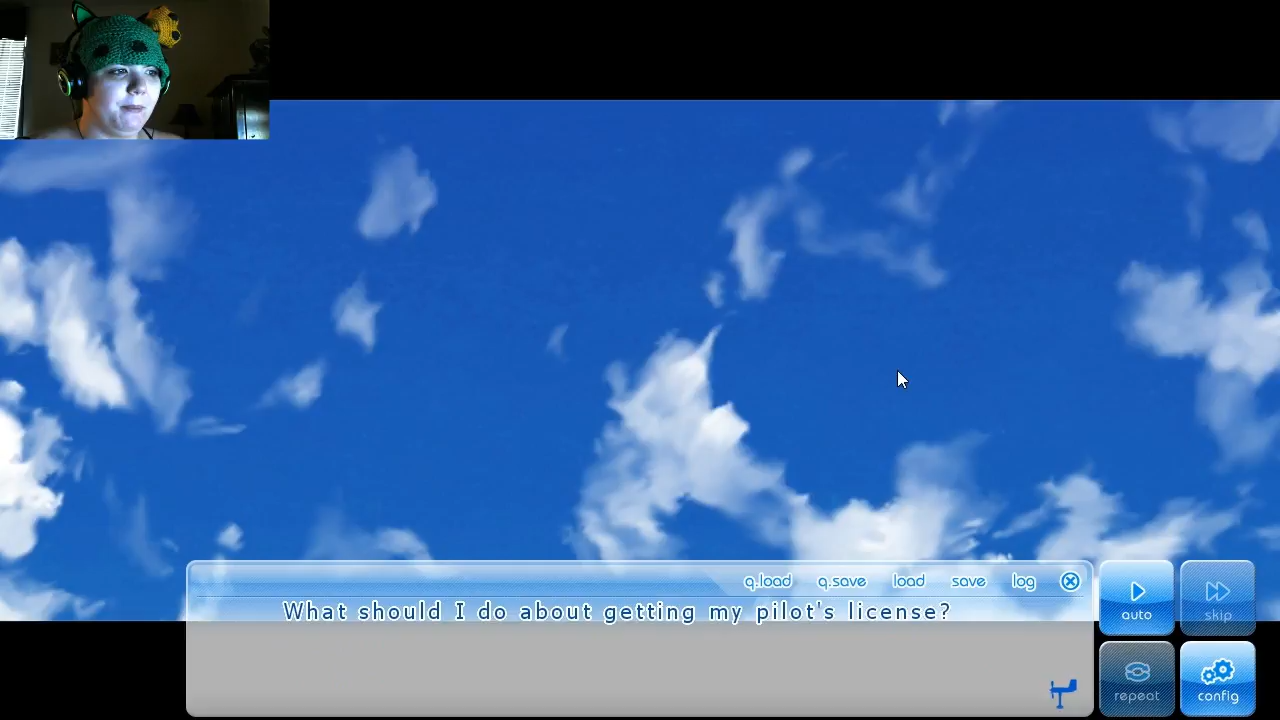 q.load q.save load save log
What should I do about getting my pilot's license?
auto skip
repeat config